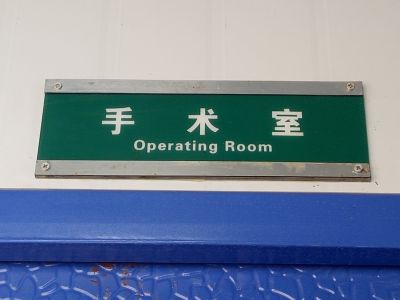 手术室
Operating Room